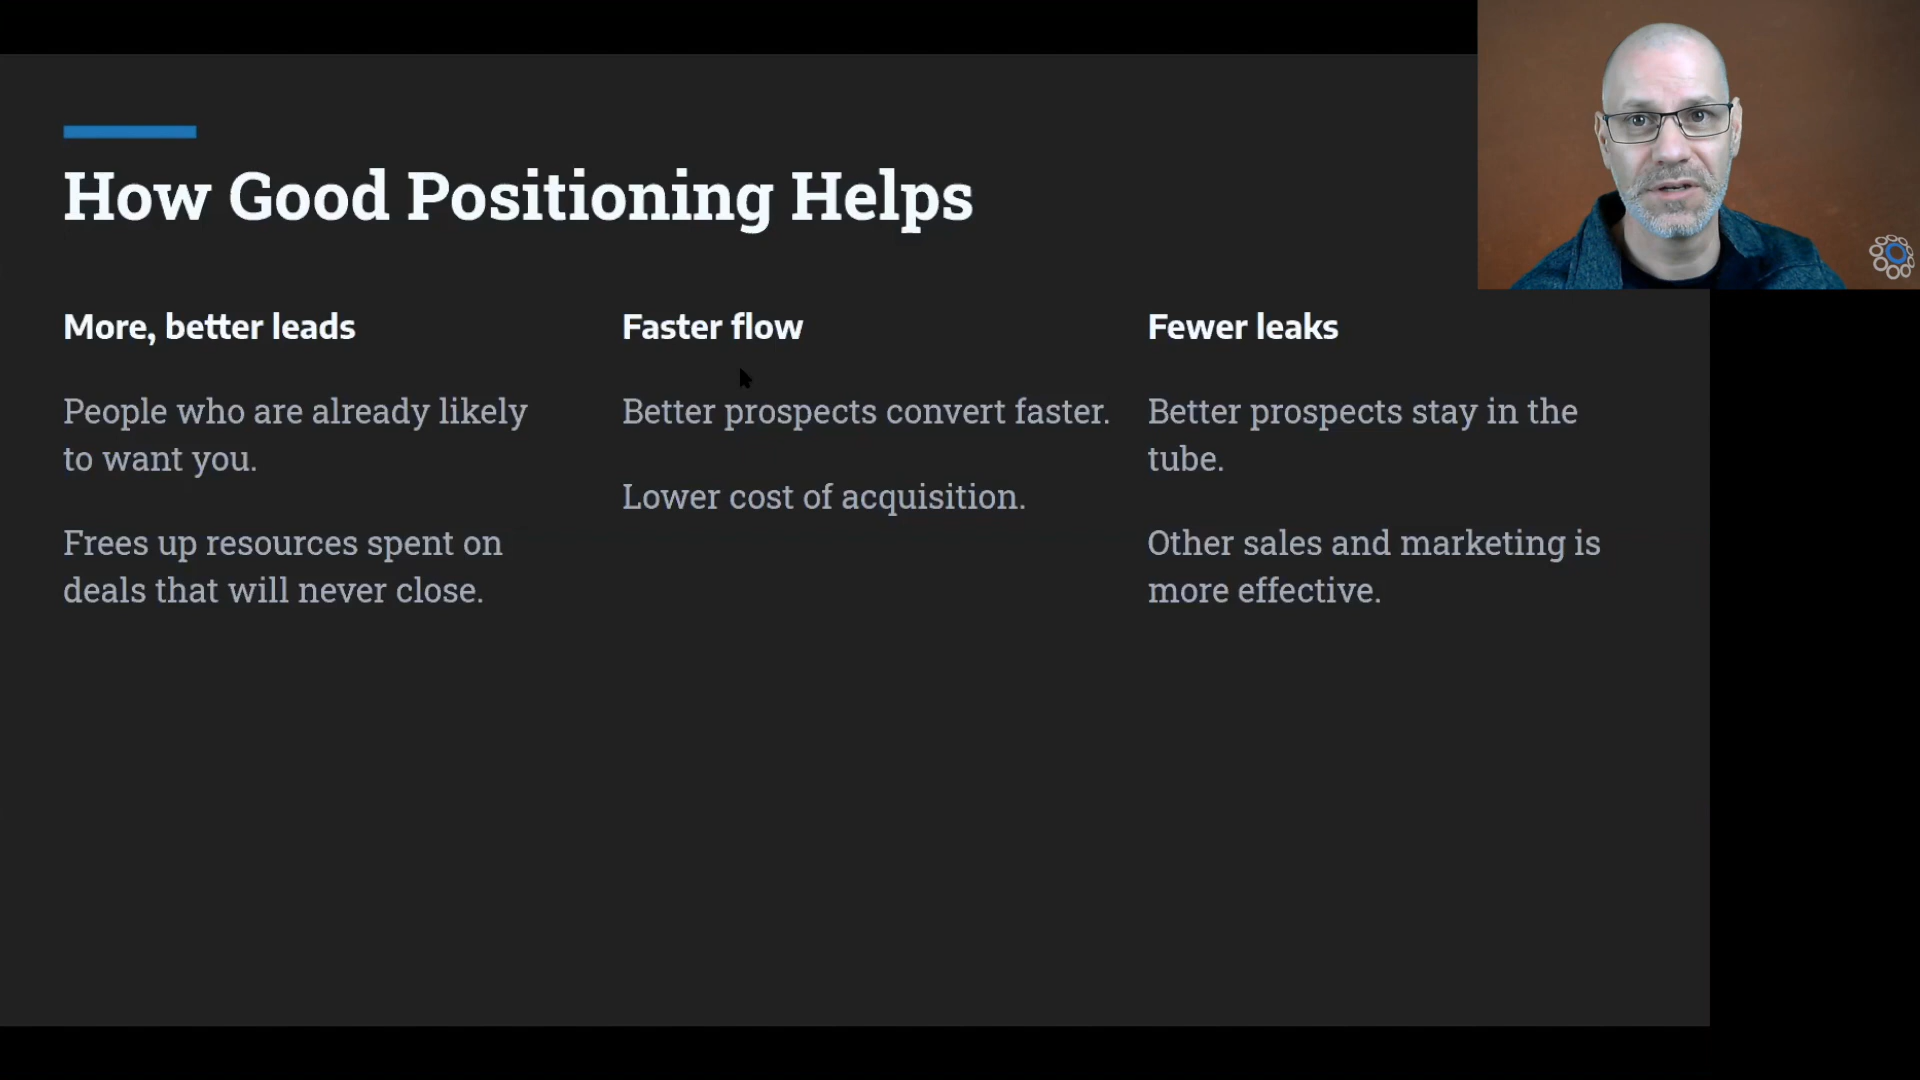 How Good Positioning Helps
More, better leads
People who are already likely
to want you.
Frees up resources spent on
deals that will never close.
Faster flow
Better prospects convert faster.
Lower cost of acquisition.
Fewer leaks
Better prospects stay in the
tube.
Other sales and marketing is
more effective.